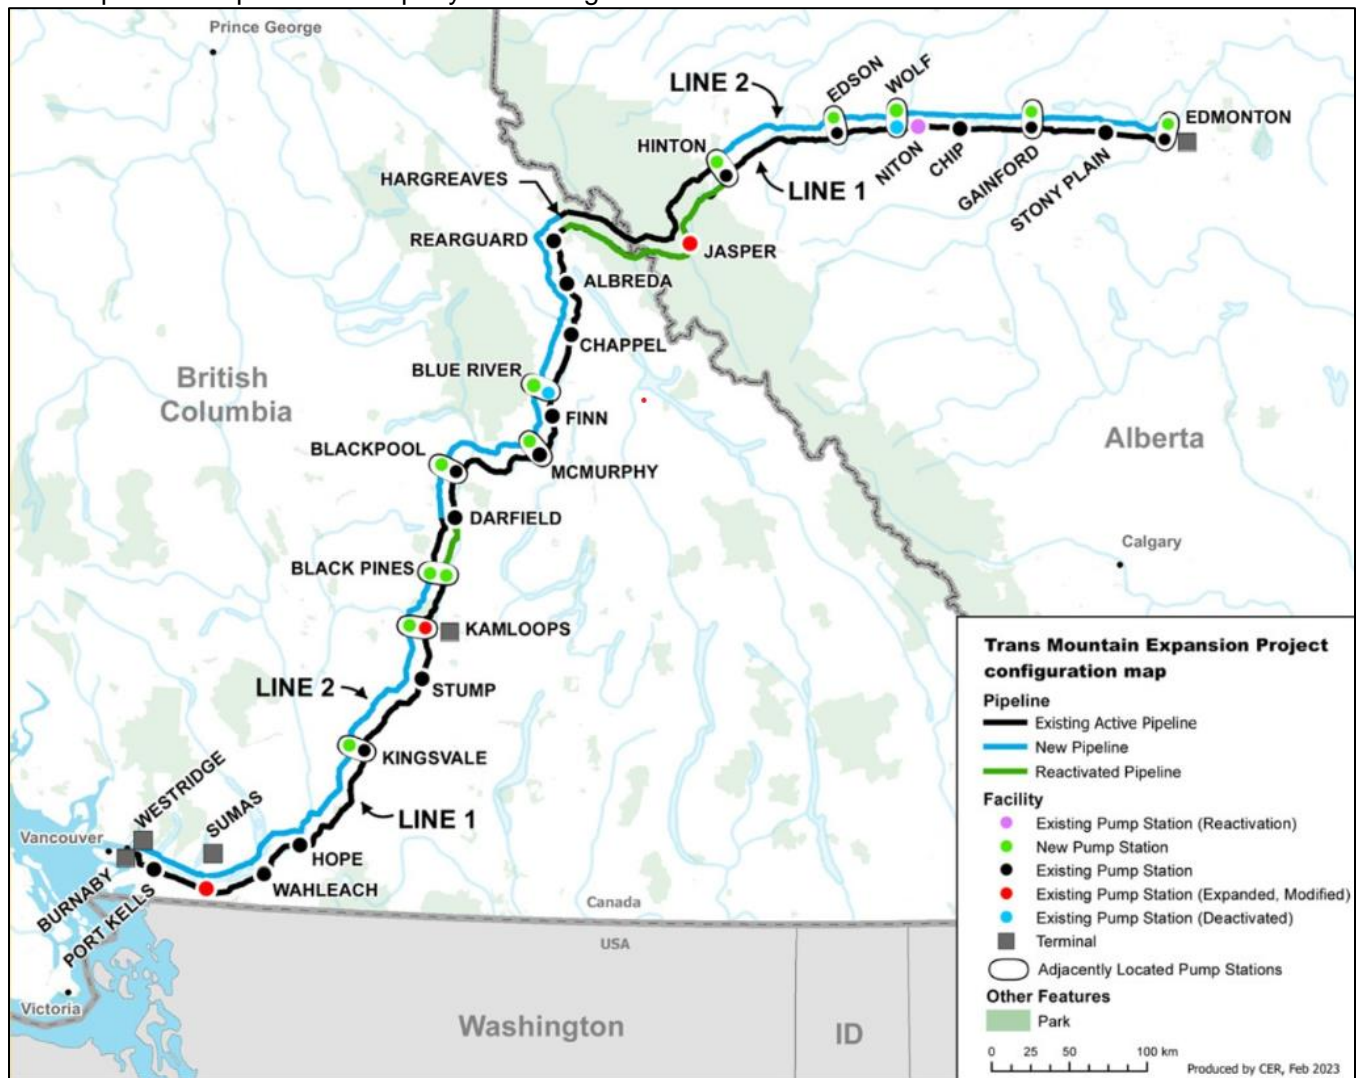 Prince George
LINE 2
EDSON
WOLF
EDMONTON
HINTON
NITON
CHIP
GAINFORD
STONY PLAIN
HARGREAVES
LINE 1
REARGUARD
JASPER
ALBREDA
CHAPPEL
BLUE RIVER
British
Columbia
FINN
Alberta
BLACKPOOL
MCMURPHY
DARFIELD
Calgary
BLACK PINES
KAMLOOPS
LINE 2
STUMP
KINGSVALE
WESTRIDGE
SUMAS
LINE 1
Vancouver
HOPE
WAHLEACH
BURNABY
PORT KELLS
Canada
USA
Victoria
Washington
ID
Trans Mountain Expansion Project
configuration map
Pipeline
Existing Active Pipeline
New Pipeline
Reactivated Pipeline
Facility
Existing Pump Station (Reactivation)
New Pump Station
Existing Pump Station
Existing Pump Station (Expanded, Modified)
Existing Pump Station (Deactivated)
Terminal
Adjacently Located Pump Stations
Other Features
Park
0 25 50 100 km
Produced by CER, Feb 2023